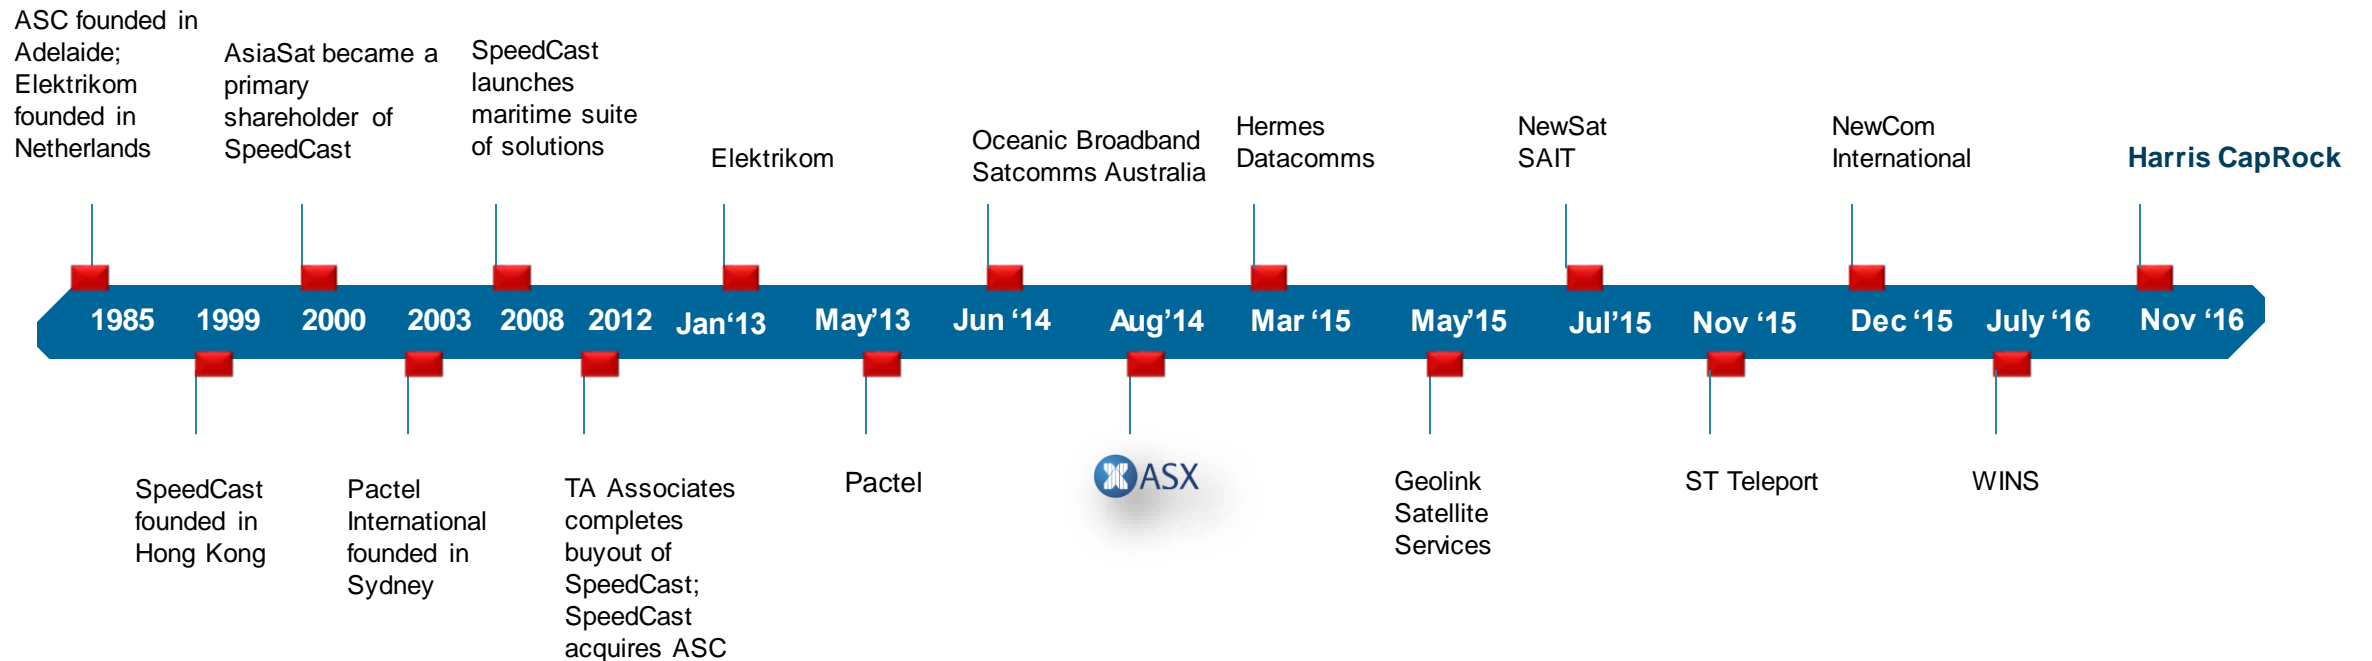 ASC founded in
Adelaide;
Elektrikom
founded in
Netherlands
AsiaSat became a
primary
shareholder of
SpeedCast
SpeedCast
launches
maritime suite
of solutions
Elektrikom
Oceanic Broadband
Satcomms Australia
Hermes
Datacomms
NewSat
SAIT
NewCom
International
Harris CapRock
1985 1999 2000 2003 2008 2012 Jan‘13 May’13 Jun ‘14 Aug’14 Mar ‘15 May’15 Jul’15 Nov ‘15 Dec ‘15 July ‘16 Nov ‘16
SpeedCast
founded in
Hong Kong
Pactel
International
founded in
Sydney
TA Associates
completes
buyout of
SpeedCast;
SpeedCast
acquires ASC
Pactel
ASX
Geolink
Satellite
Services
ST Teleport
WINS